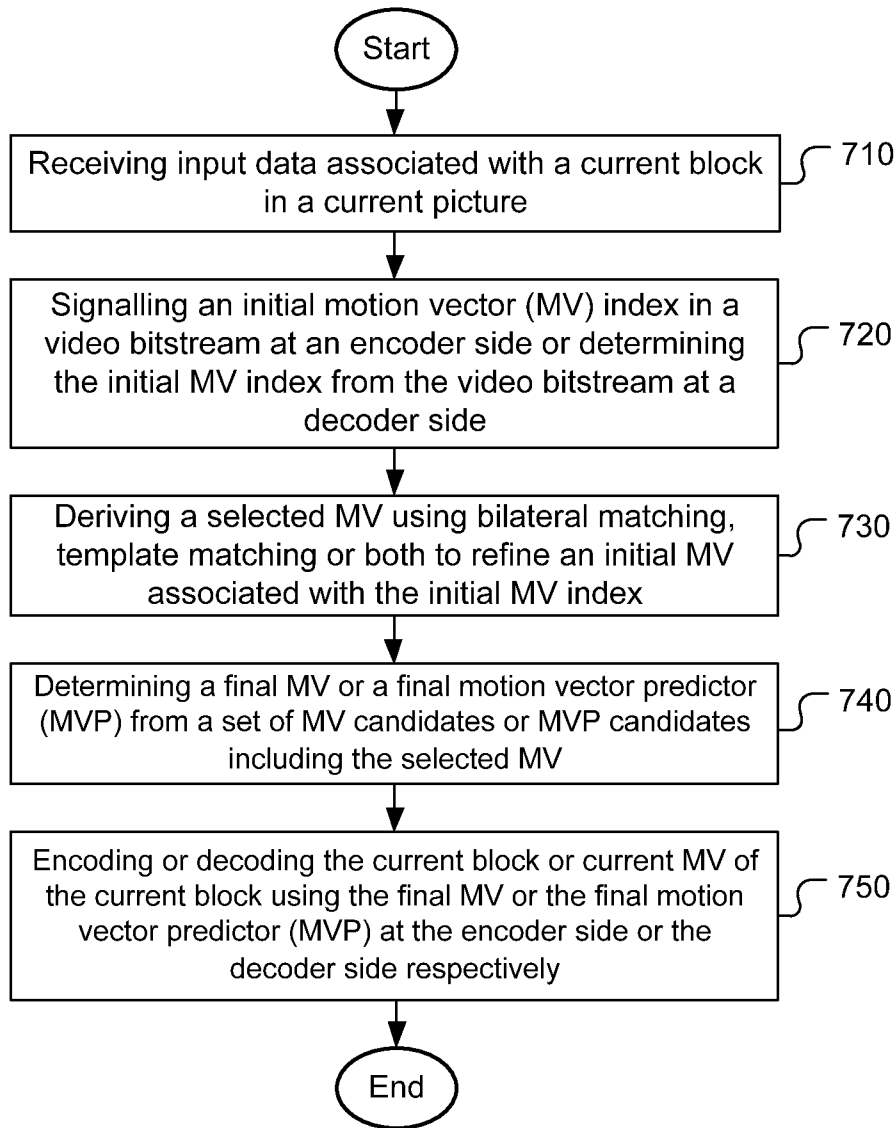 Start
Receiving input data associated with a current block
in a current picture
710
Signalling an initial motion vector (MV) index in a
video bitstream at an encoder side or determining
the initial MV index from the video bitstream at a
decoder side
720
Deriving a selected MV using bilateral matching,
template matching or both to refine an initial MV
associated with the initial MV index
730
Determining a final MV or a final motion vector predictor
(MVP) from a set of MV candidates or MVP candidates
including the selected MV
740
Encoding or decoding the current block or current MV of
the current block using the final MV or the final motion
vector predictor (MVP) at the encoder side or the
decoder side respectively
750
End